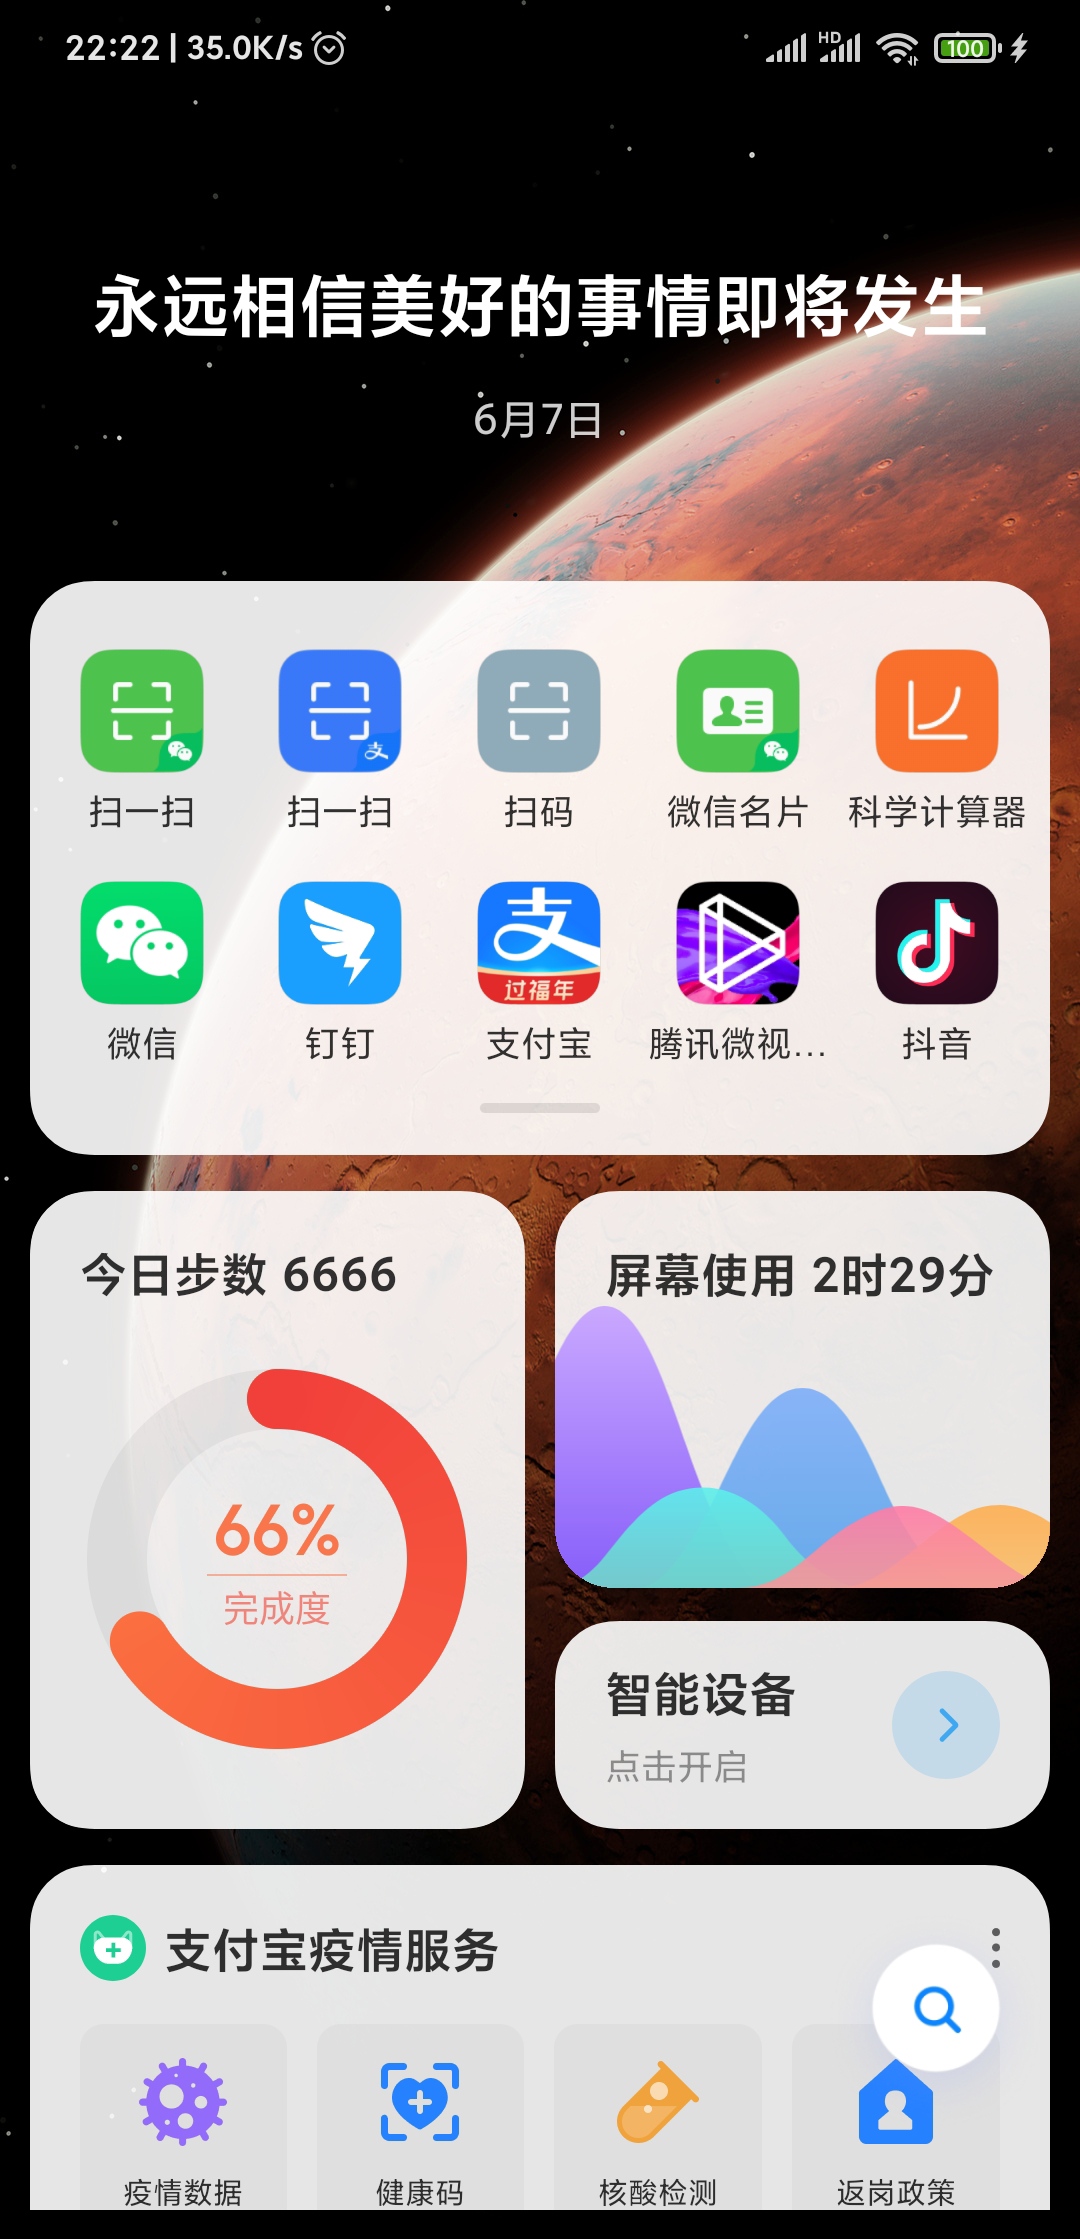 22:22 | 35.0K/s
HD
100
永远相信美好的事情即将发生
6月7日
扫一扫 扫一扫 扫码 微信名片 科学计算器
支
过福年
微信 钉钉 支付宝 腾讯微视... 抖音
今日步数 6666
屏幕使用 2时29分
66%
完成度
智能设备
点击开启
支付宝疫情服务
疫情数据 健康码 核酸检测 返岗政策